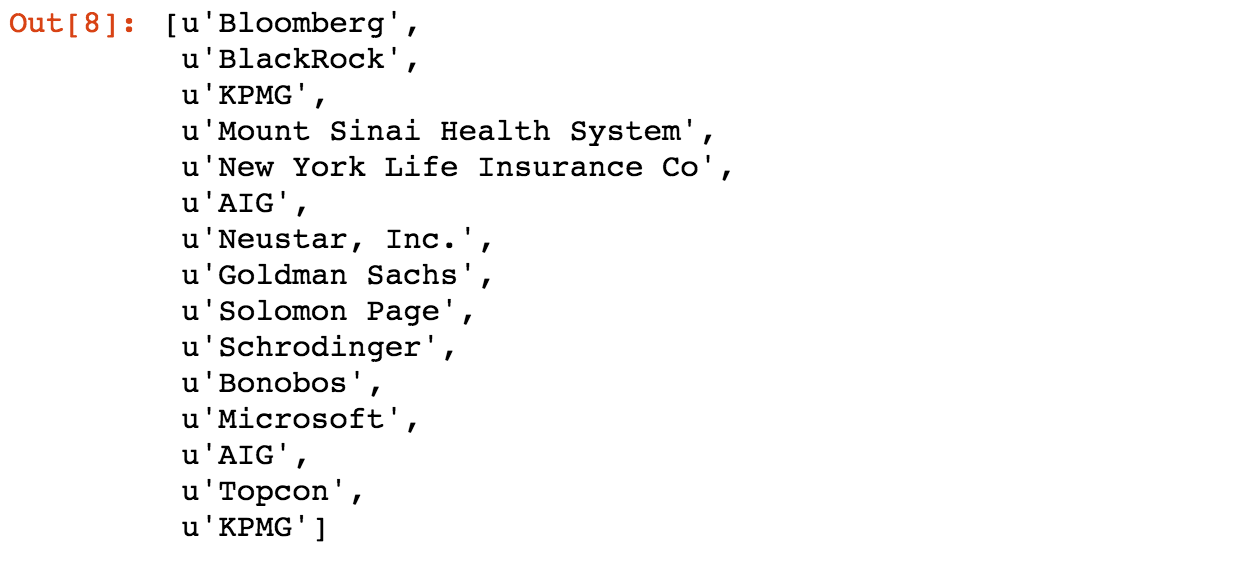 Out[8]: [u'Bloomberg',
u'BlackRock',
u'KPMG',
u'Mount Sinai Health System',
u'New York Life Insurance Co',
u'AIG',
u'Neustar, Inc.',
u'Goldman Sachs',
u'Solomon Page',
u'Schrodinger',
u'Bonobos',
u'Microsoft',
u'AIG',
u'Topcon',
u'KPMG']